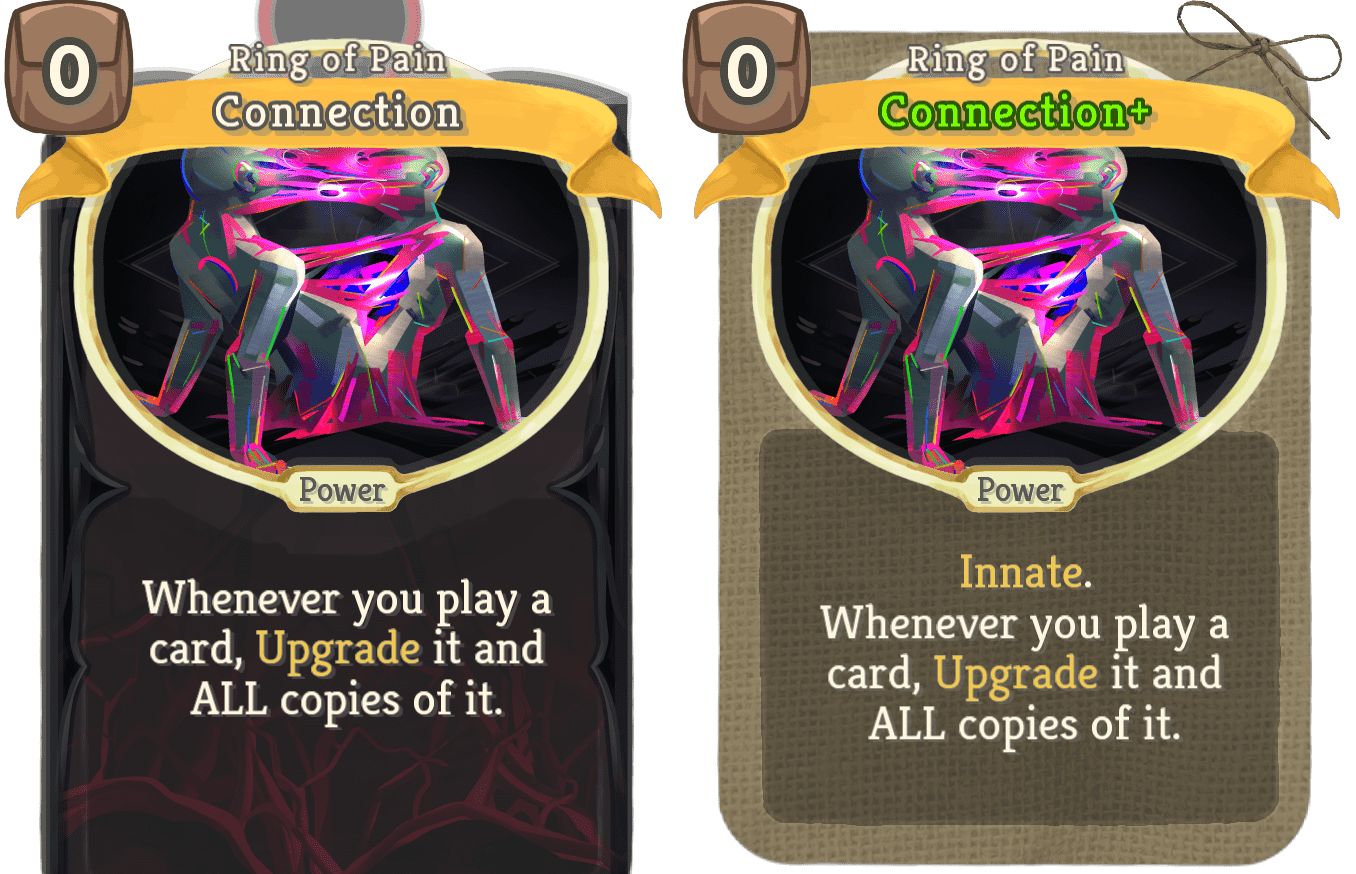 0
Ring of Pain
Connection
Power
Whenever you play a
card, Upgrade it and
ALL copies of it.
0
Ring of Pain
Connection+
Power
Innate.
Whenever you play a
card, Upgrade it and
ALL copies of it.